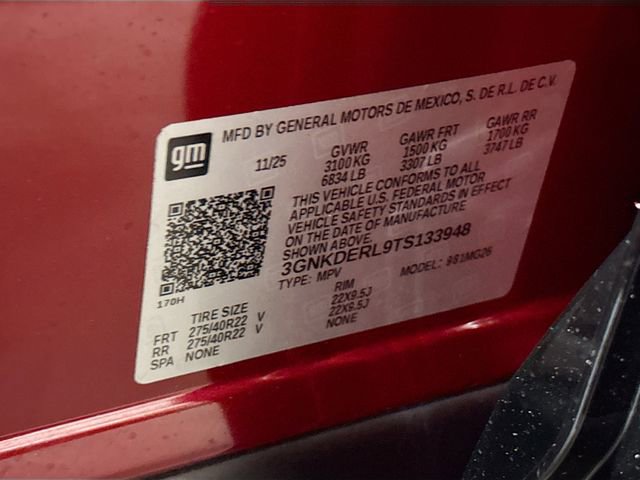 gm
MFD BY GENERAL MOTORS DE MEXICO, S. DE R.L. DE C.V.
11/25
GVWR
3100 KG
6834 LB
GAWR FRT
1500 KG
3307 LB
GAWR RR
1700 KG
3747 LB
THIS VEHICLE CONFORMS TO ALL
APPLICABLE U.S. FEDERAL MOTOR
VEHICLE SAFETY STANDARDS IN EFFECT
ON THE DATE OF MANUFACTURE
SHOWN ABOVE.
3GNKDERL9TS133948
TYPE: MPV
MODEL: 981MG26
170H
TIRE SIZE
RIM
FRT 275/40R22 V 22X9.5J
RR 275/40R22 V 22X9.5J
SPA NONE NONE